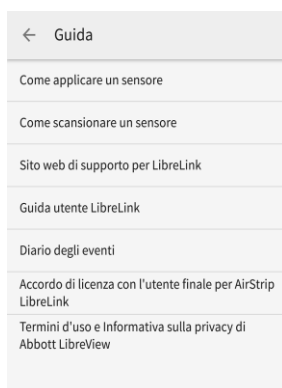 Guida
Come applicare un sensore
Come scansionare un sensore
Sito web di supporto per LibreLink
Guida utente LibreLink
Diario degli eventi
Accordo di licenza con l'utente finale per AirStrip
LibreLink
Termini d'uso e Informativa sulla privacy di
Abbott LibreView